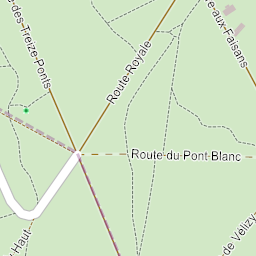 -des-Treize-Ponts
Route-Royale
e-aux-Faisans
Route du Pont Blanc
Haut
de Vélizy